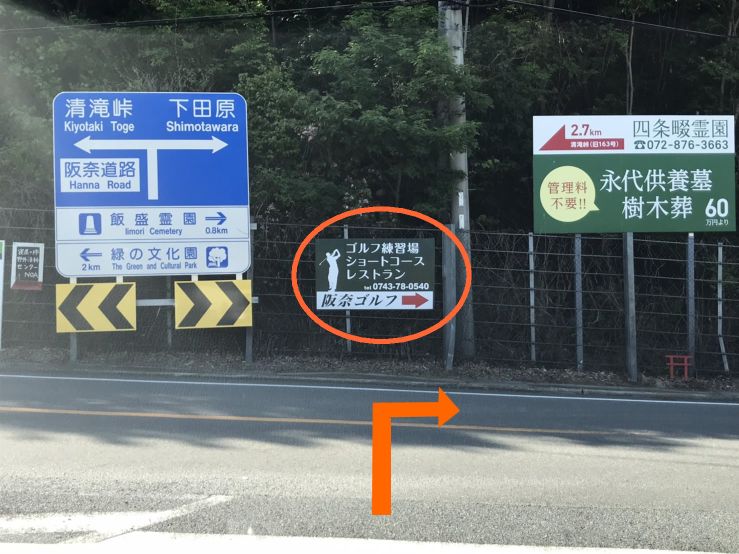 清滝峠 下田原
Kiyotaki Toge Shimotawara
阪奈道路
Hanna Road
飯盛霊園
Iimori Cemetery 0.8km
緑の文化園
2km The Green and Cultural Park
ゴルフ練習場
ショートコース
レストラン
tel 0743-78-0540
阪奈ゴルフ
2.7km 四条畷霊園
清滝峠(旧163号) ☎072-876-3663
管理料
不要!!
永代供養墓
樹木葬 60
万円より